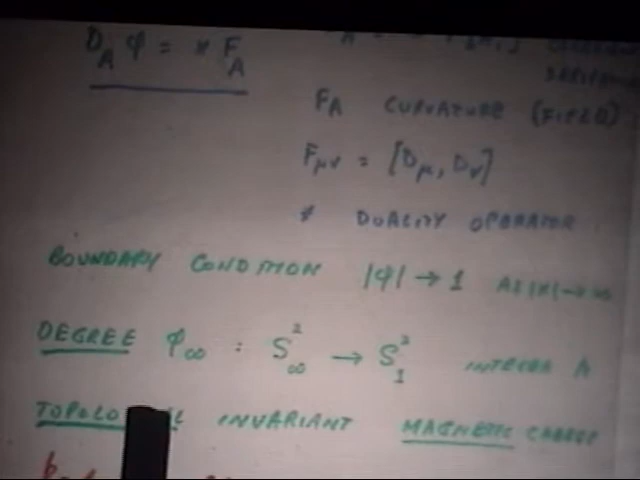 D_A φ = * F_A
F_A CURVATURE (FIELD)
F_μν = [D_μ, D_ν]
* DUALITY OPERATOR
BOUNDARY CONDITION |φ| → 1 AS |x| → ∞
DEGREE φ_∞ : S²_∞ → S²_1 INTEGER k
INVARIANT MAGNETIC CHARGE